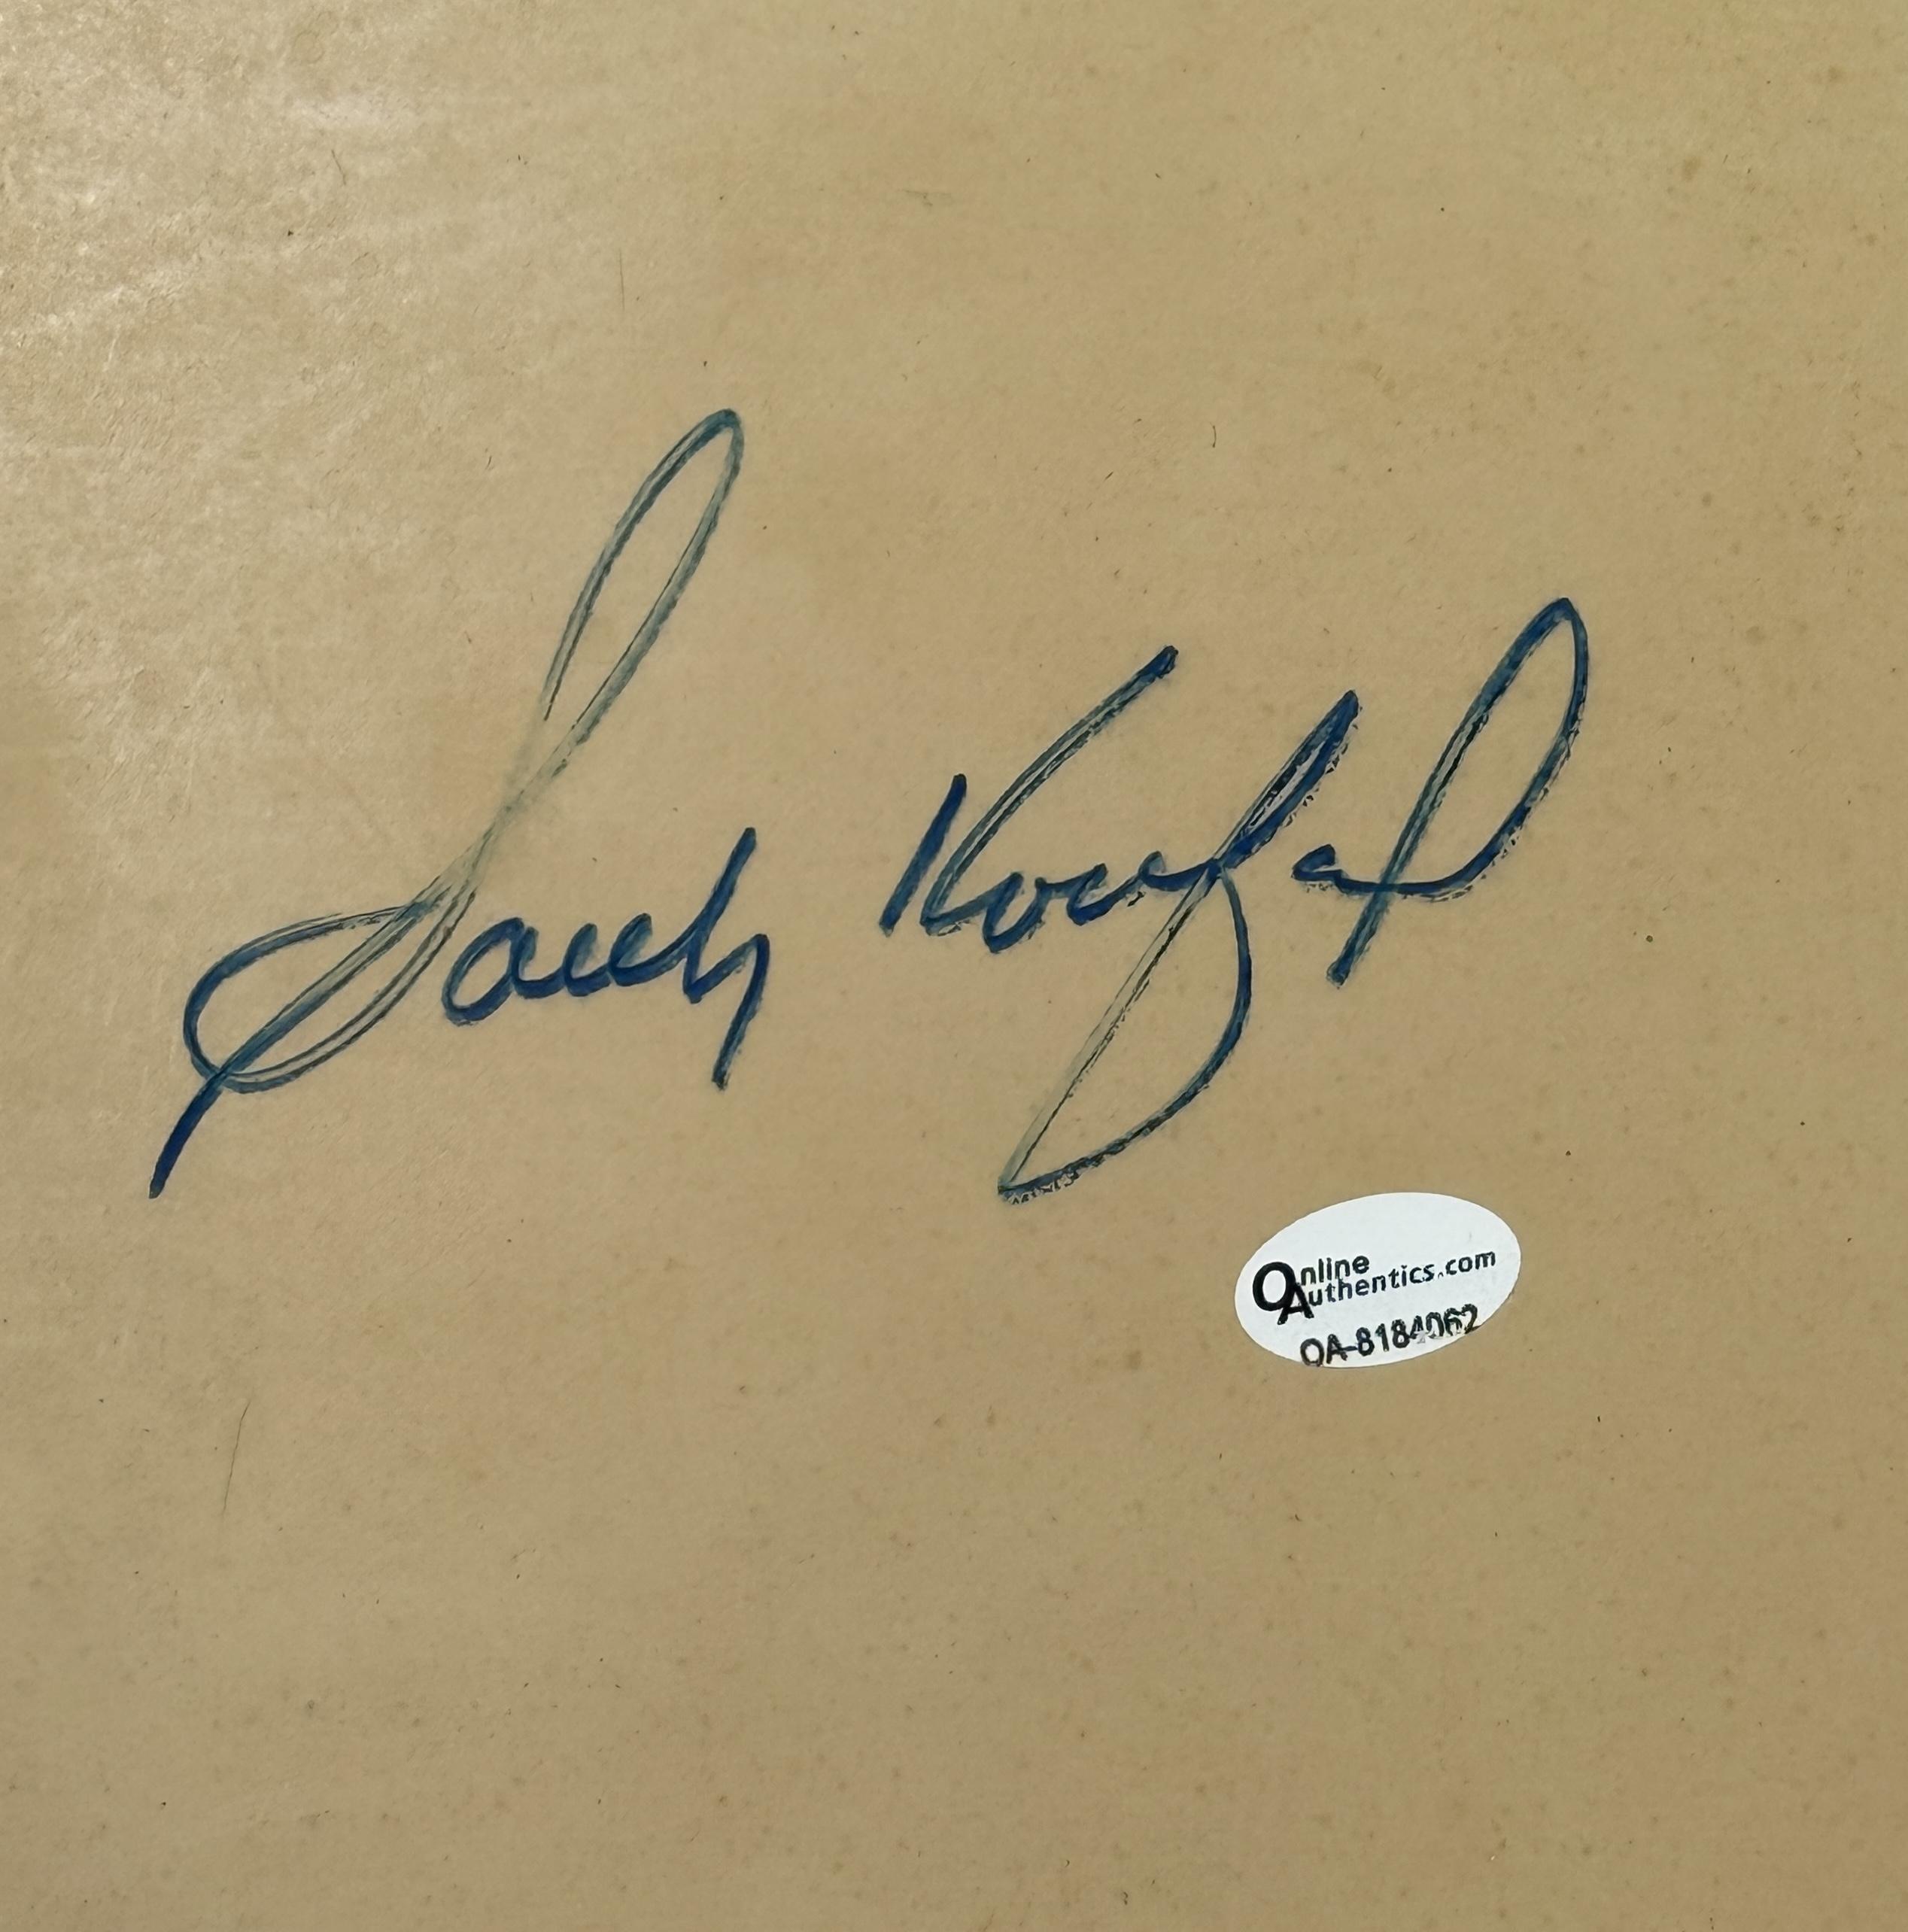 Sandy Koufax
Online
Authentics.com
OA-8184062